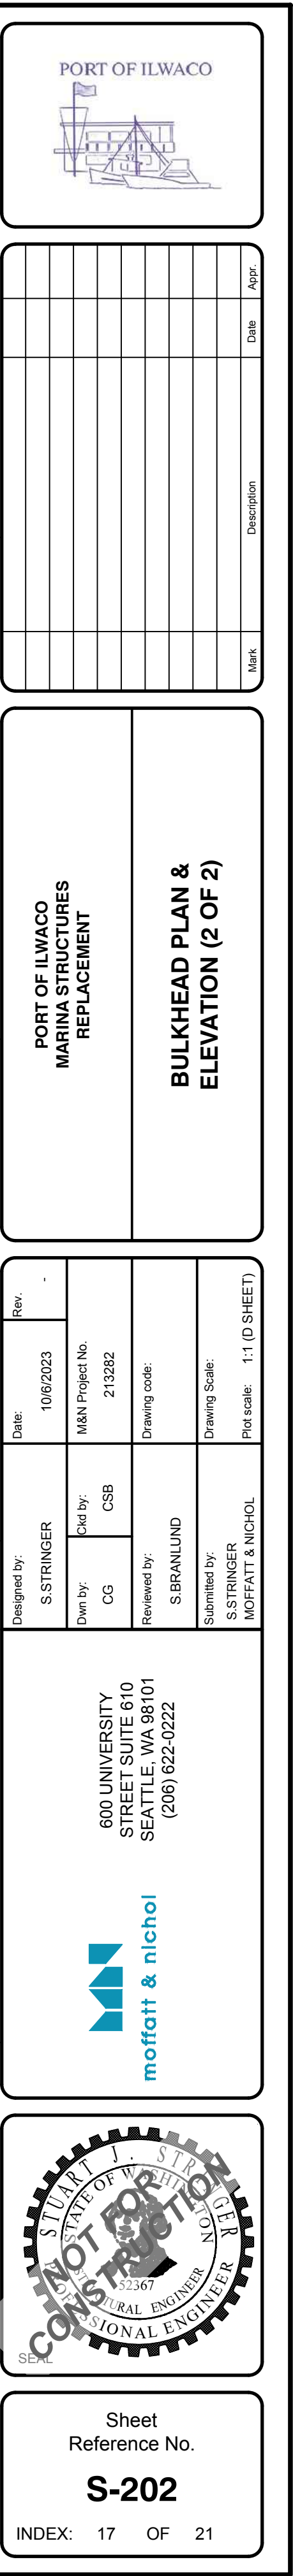 PORT OF ILWACO
Mark Description Date Appr.
PORT OF ILWACO
MARINA STRUCTURES
REPLACEMENT
BULKHEAD PLAN &
ELEVATION (2 OF 2)
Designed by:
S.STRINGER
Date:
10/6/2023
Rev.
-
Dwn by:
CG
Ckd by:
CSB
M&N Project No.
213282
Reviewed by:
S.BRANLUND
Drawing code:
Submitted by:
S.STRINGER
MOFFATT & NICHOL
Drawing Scale:
Plot scale: 1:1 (D SHEET)
moffatt & nichol
600 UNIVERSITY
STREET SUITE 610
SEATTLE, WA 98101
(206) 622-0222
STUART J. STRINGER
STATE OF WASHINGTON
52367
STRUCTURAL ENGINEER
PROFESSIONAL ENGINEER
NOT FOR
CONSTRUCTION
SEAL
Sheet
Reference No.
S-202
INDEX: 17 OF 21